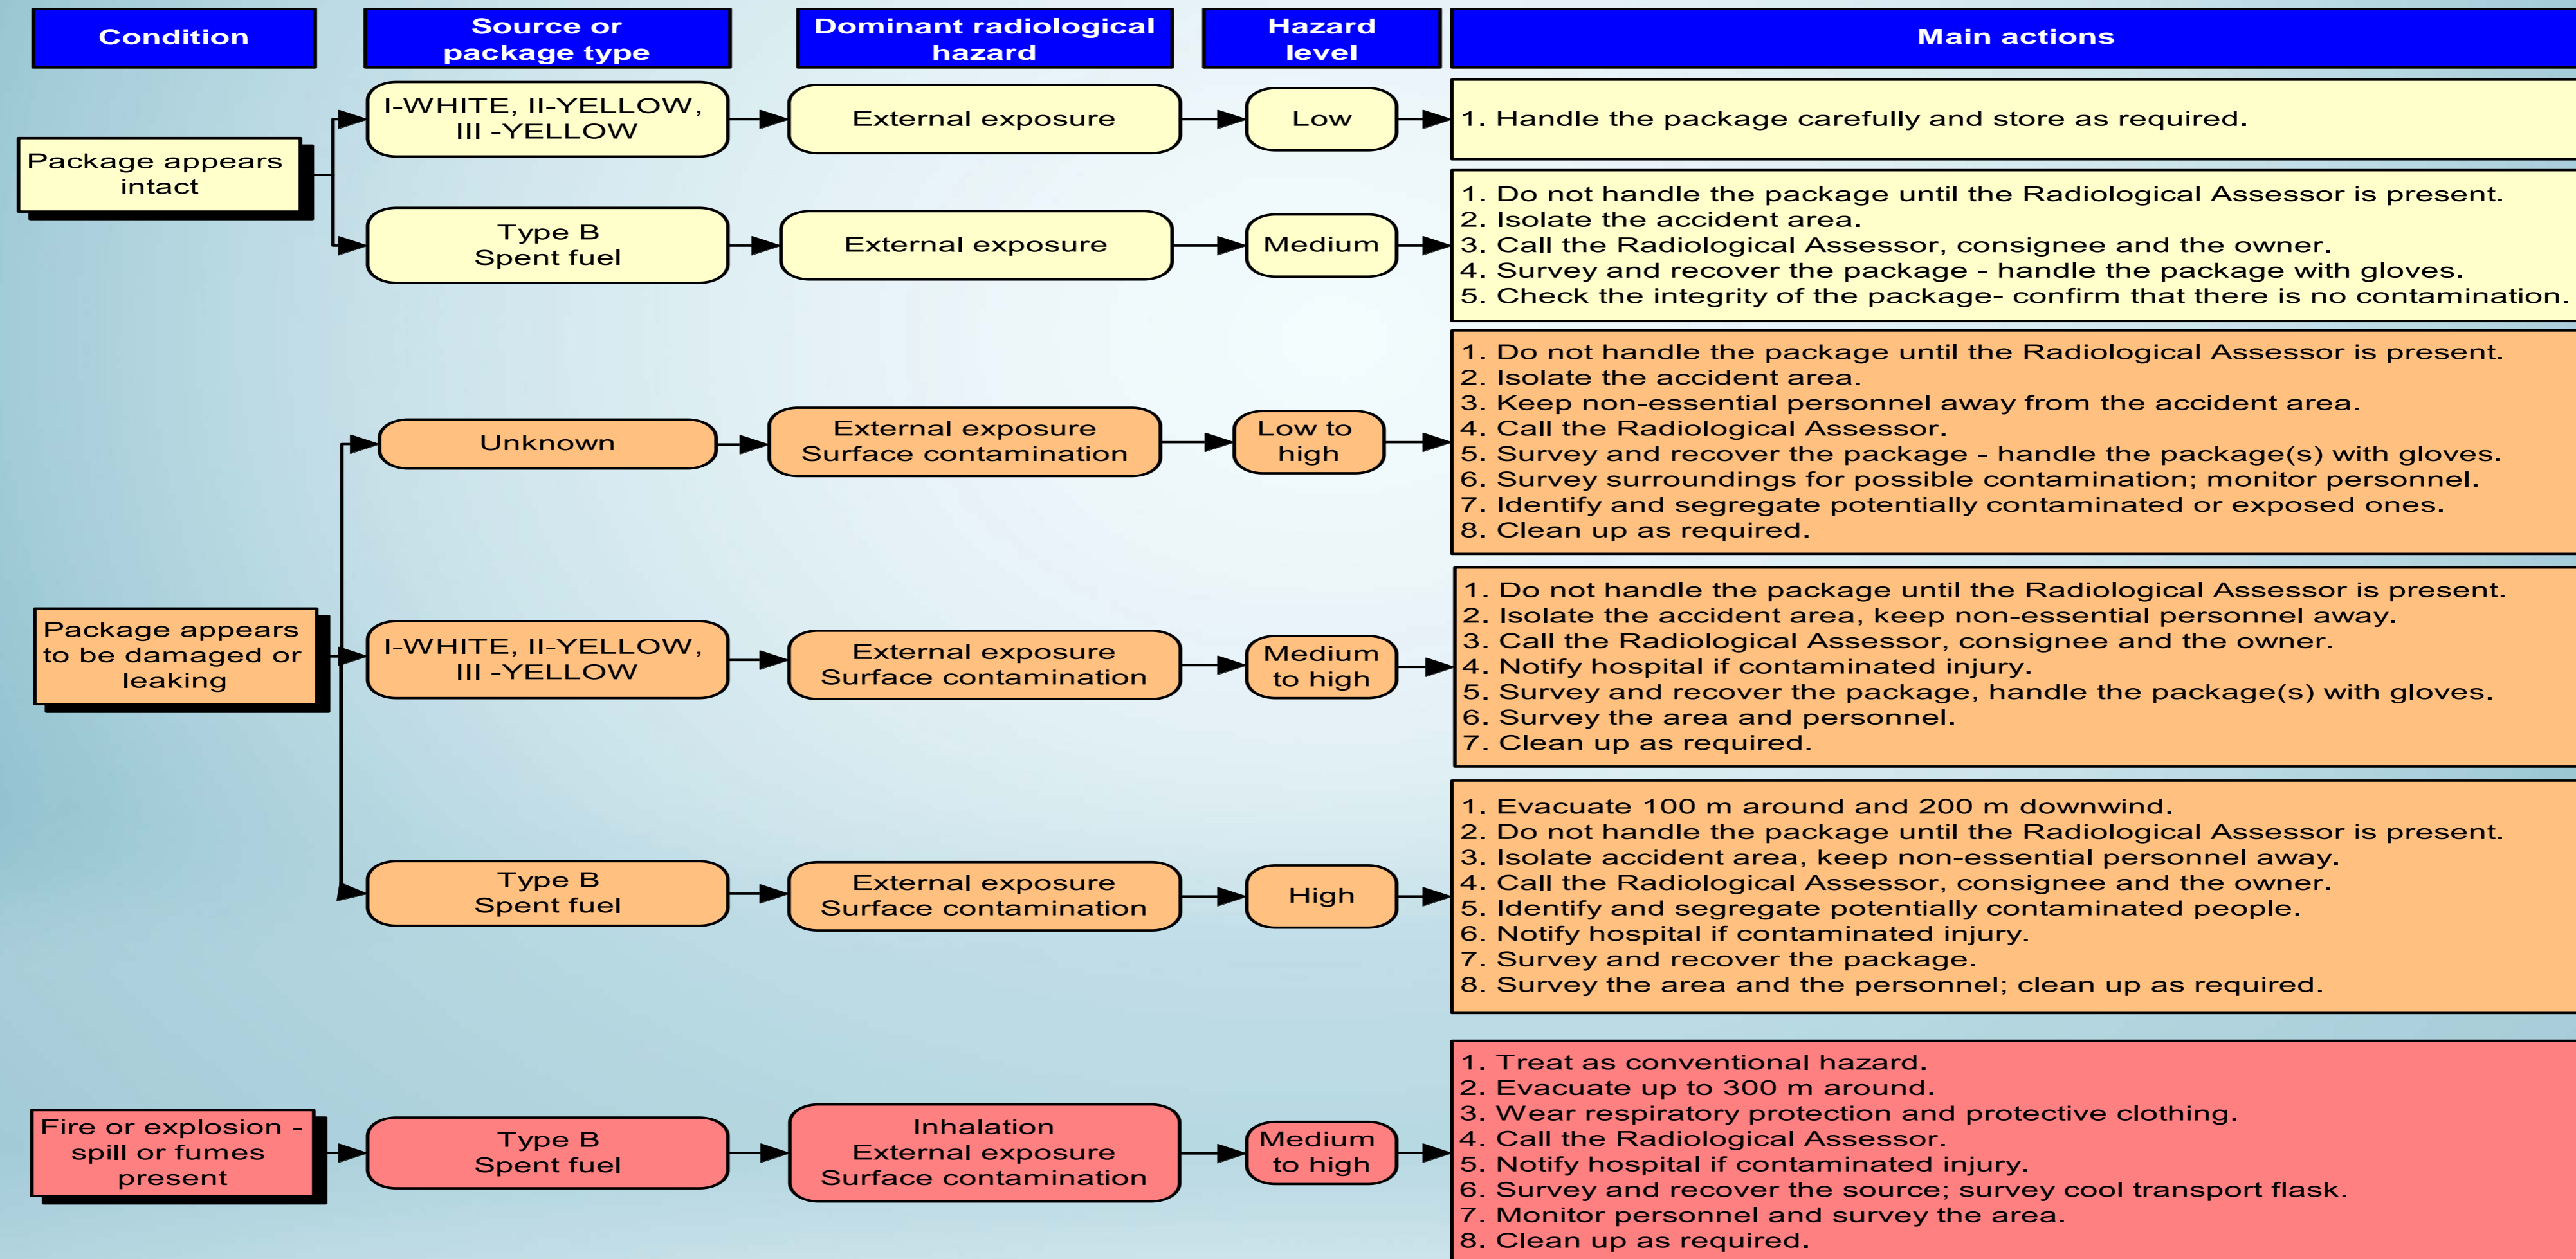 Condition
Source or
package type
Dominant radiological
hazard
Hazard
level
Main actions
Package appears
intact
I-WHITE, II-YELLOW,
III -YELLOW
External exposure
Low
1. Handle the package carefully and store as required.
Type B
Spent fuel
External exposure
Medium
1. Do not handle the package until the Radiological Assessor is present.
2. Isolate the accident area.
3. Call the Radiological Assessor, consignee and the owner.
4. Survey and recover the package - handle the package with gloves.
5. Check the integrity of the package- confirm that there is no contamination.
Package appears
to be damaged or
leaking
Unknown
External exposure
Surface contamination
Low to
high
1. Do not handle the package until the Radiological Assessor is present.
2. Isolate the accident area.
3. Keep non-essential personnel away from the accident area.
4. Call the Radiological Assessor.
5. Survey and recover the package - handle the package(s) with gloves.
6. Survey surroundings for possible contamination; monitor personnel.
7. Identify and segregate potentially contaminated or exposed ones.
8. Clean up as required.
I-WHITE, II-YELLOW,
III -YELLOW
External exposure
Surface contamination
Medium
to high
1. Do not handle the package until the Radiological Assessor is present.
2. Isolate the accident area, keep non-essential personnel away.
3. Call the Radiological Assessor, consignee and the owner.
4. Notify hospital if contaminated injury.
5. Survey and recover the package, handle the package(s) with gloves.
6. Survey the area and personnel.
7. Clean up as required.
Type B
Spent fuel
External exposure
Surface contamination
High
1. Evacuate 100 m around and 200 m downwind.
2. Do not handle the package until the Radiological Assessor is present.
3. Isolate accident area, keep non-essential personnel away.
4. Call the Radiological Assessor, consignee and the owner.
5. Identify and segregate potentially contaminated people.
6. Notify hospital if contaminated injury.
7. Survey and recover the package.
8. Survey the area and the personnel; clean up as required.
Fire or explosion -
spill or fumes
present
Type B
Spent fuel
Inhalation
External exposure
Surface contamination
Medium
to high
1. Treat as conventional hazard.
2. Evacuate up to 300 m around.
3. Wear respiratory protection and protective clothing.
4. Call the Radiological Assessor.
5. Notify hospital if contaminated injury.
6. Survey and recover the source; survey cool transport flask.
7. Monitor personnel and survey the area.
8. Clean up as required.